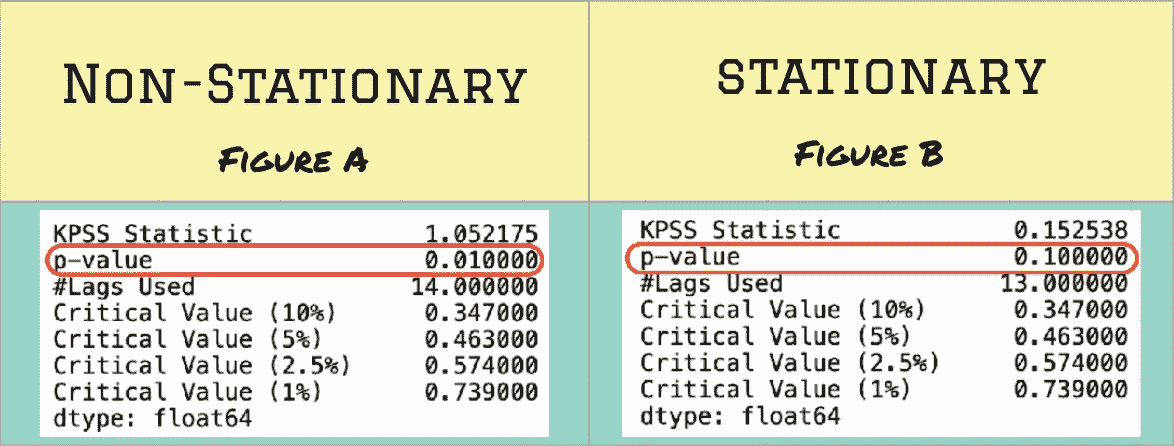 Non-Stationary
Figure A
KPSS Statistic 1.052175
p-value 0.010000
#Lags Used 14.000000
Critical Value (10%) 0.347000
Critical Value (5%) 0.463000
Critical Value (2.5%) 0.574000
Critical Value (1%) 0.739000
dtype: float64
stationary
Figure B
KPSS Statistic 0.152538
p-value 0.100000
#Lags Used 13.000000
Critical Value (10%) 0.347000
Critical Value (5%) 0.463000
Critical Value (2.5%) 0.574000
Critical Value (1%) 0.739000
dtype: float64